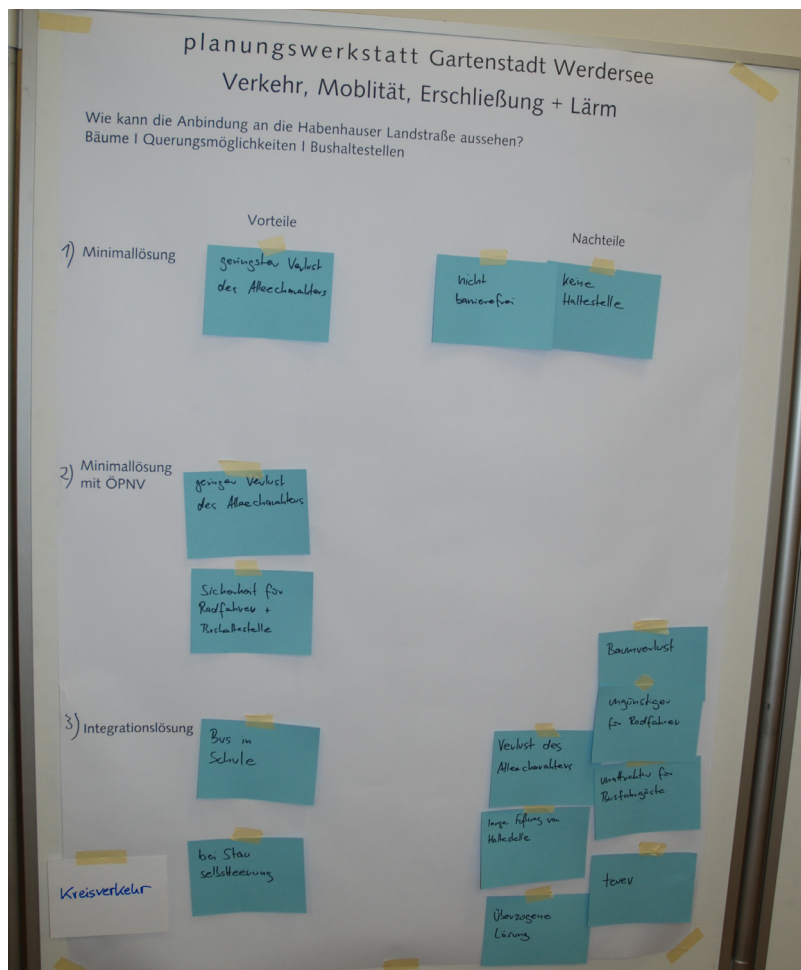 planungswerkstatt Gartenstadt Werdersee
Verkehr, Moblität, Erschließung + Lärm
Wie kann die Anbindung an die Habenhauser Landstraße aussehen?
Bäume I Querungsmöglichkeiten I Bushaltestellen
Vorteile
Nachteile
1) Minimallösung
geringster Verlust
des Alleecharakters
nicht
barrierefrei
keine
Haltestelle
2) Minimallösung
mit ÖPNV
geringer Verlust
des Alleecharakters
Sicherheit für
Radfahrer +
Bushaltestelle
3) Integrationslösung
Bus in
Schule
bei Stau
Kreisverkehr
Baumverlust
ungünstiger
für Radfahrer
Verlust des
Alleecharakters
unattraktiv für
Busfahrgäste
lange von
Haltestelle
teuer
Überzogene
Lösung